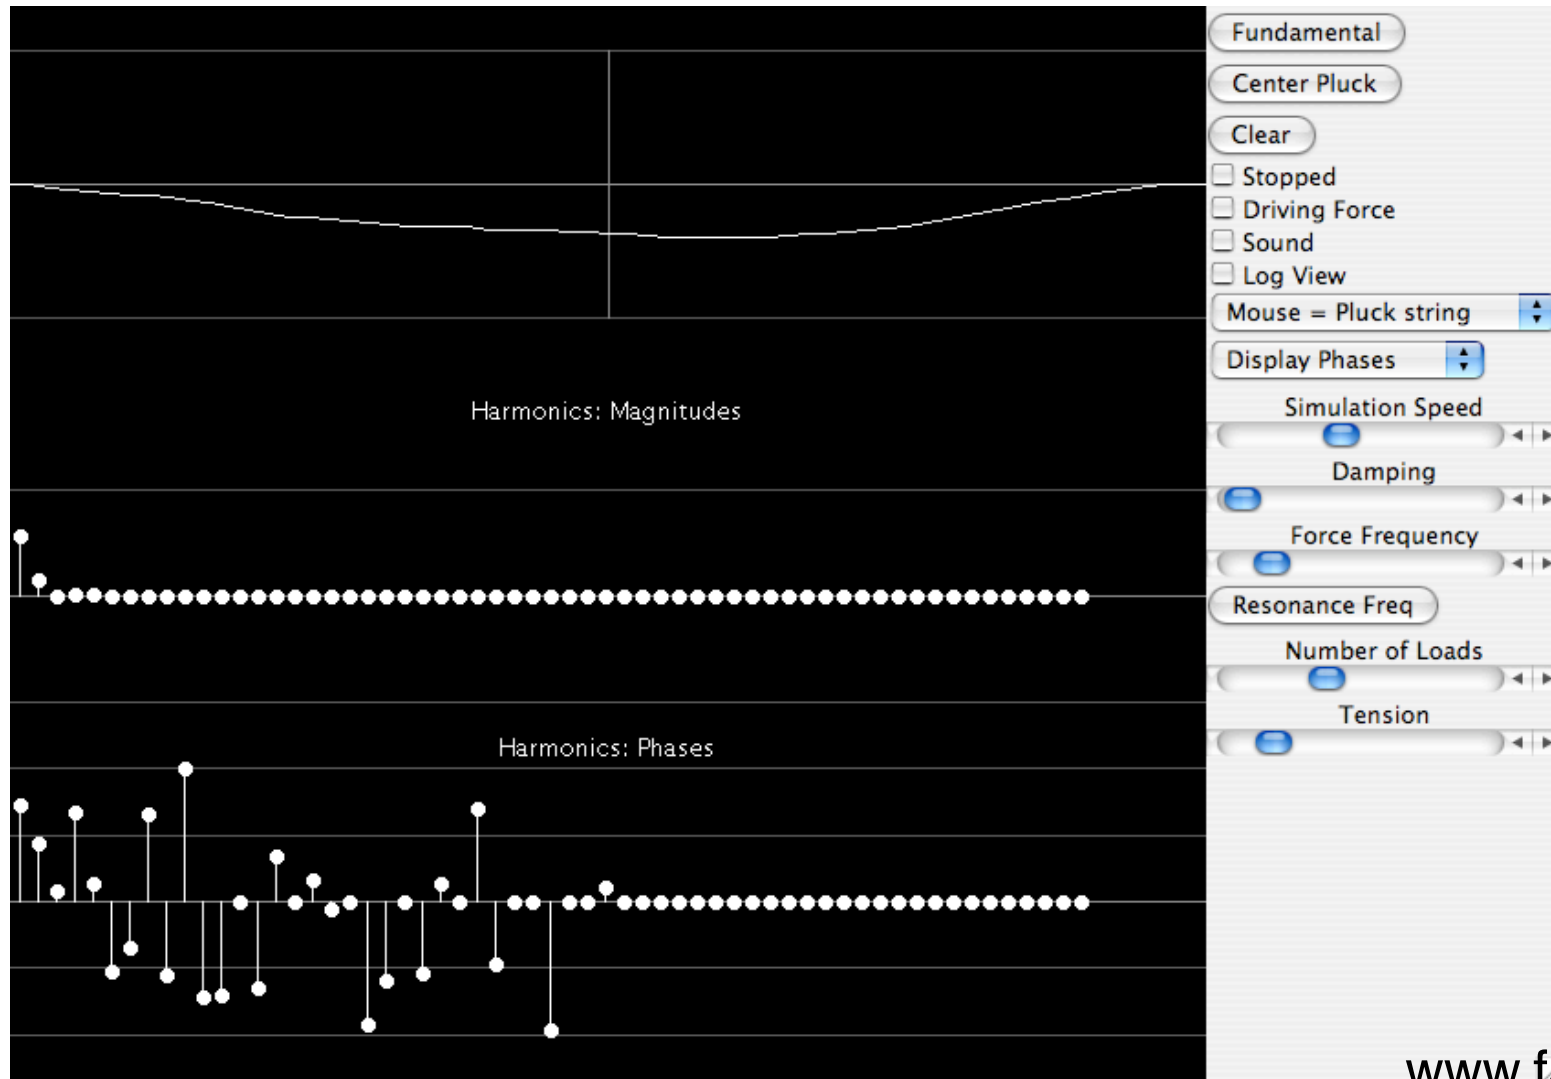 Fundamental
Center Pluck
Clear
Stopped
Driving Force
Sound
Log View
Mouse = Pluck string
Display Phases
Simulation Speed
Damping
Force Frequency
Resonance Freq
Number of Loads
Tension
Harmonics: Magnitudes
Harmonics: Phases